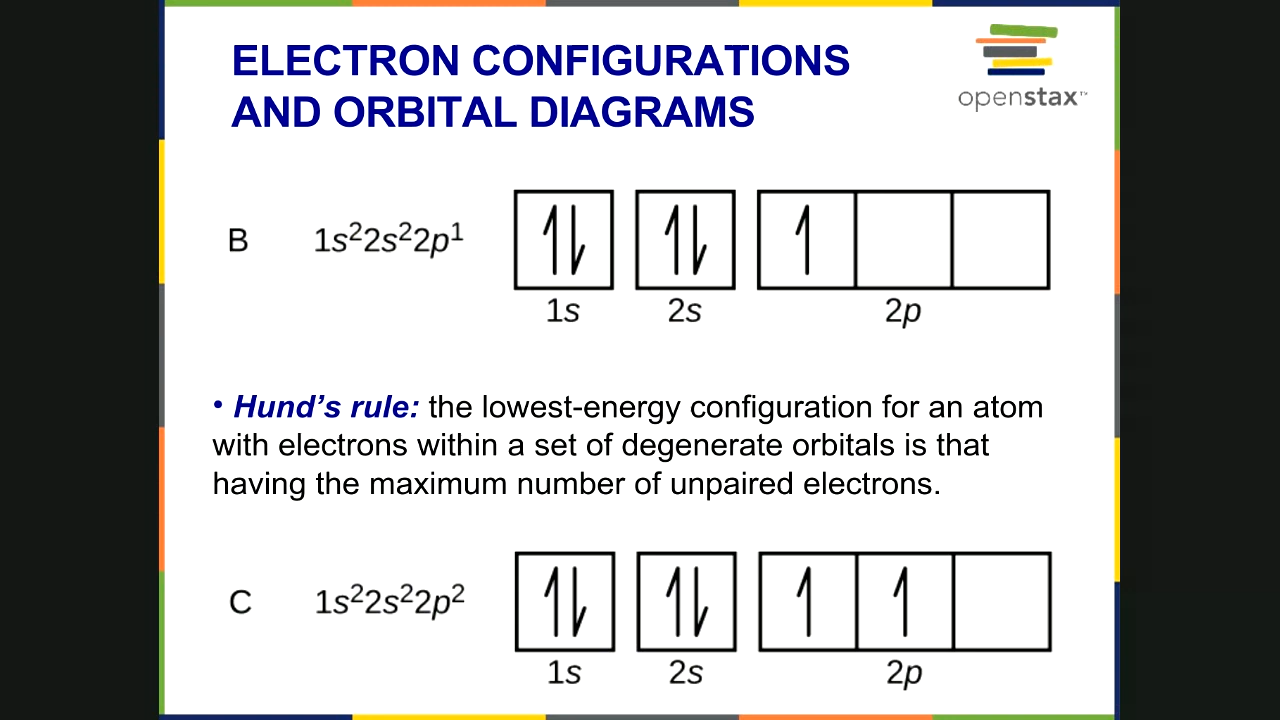 ELECTRON CONFIGURATIONS
AND ORBITAL DIAGRAMS
openstax™
B 1s²2s²2p¹
1s 2s 2p
• Hund’s rule: the lowest-energy configuration for an atom
with electrons within a set of degenerate orbitals is that
having the maximum number of unpaired electrons.
C 1s²2s²2p²
1s 2s 2p